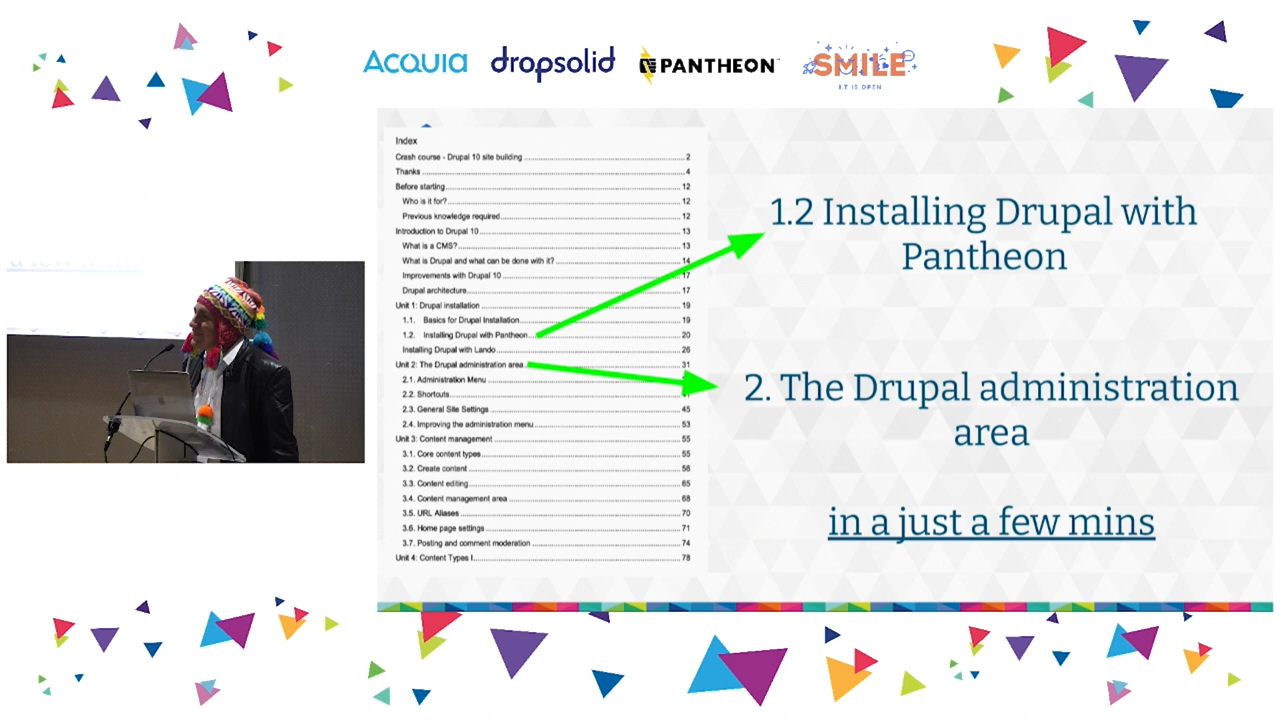 Acquia dropsolid PANTHEON SMILE
I.T IS OPEN
Index
Crash course - Drupal 10 site building 2
Thanks 4
Before starting 12
Who is it for? 12
Previous knowledge required 12
Introduction to Drupal 10 13
What is a CMS? 13
What is Drupal and what can be done with it? 14
Improvements with Drupal 10 17
Drupal architecture 17
Unit 1: Drupal installation 19
1.1. Basics for Drupal Installation 19
1.2. Installing Drupal with Pantheon 20
Installing Drupal with Lando 26
Unit 2: The Drupal administration area 31
2.1. Administration Menu
2.2. Shortcuts
2.3. General Site Settings 45
2.4. Improving the administration menu 53
Unit 3: Content management 55
3.1. Core content types 55
3.2. Create content 56
3.3. Content editing 65
3.4. Content management area 68
3.5. URL Aliases 70
3.6. Home page settings 71
3.7. Posting and comment moderation 74
Unit 4: Content Types I 78
1.2 Installing Drupal with
Pantheon
2. The Drupal administration
area
in a just a few mins